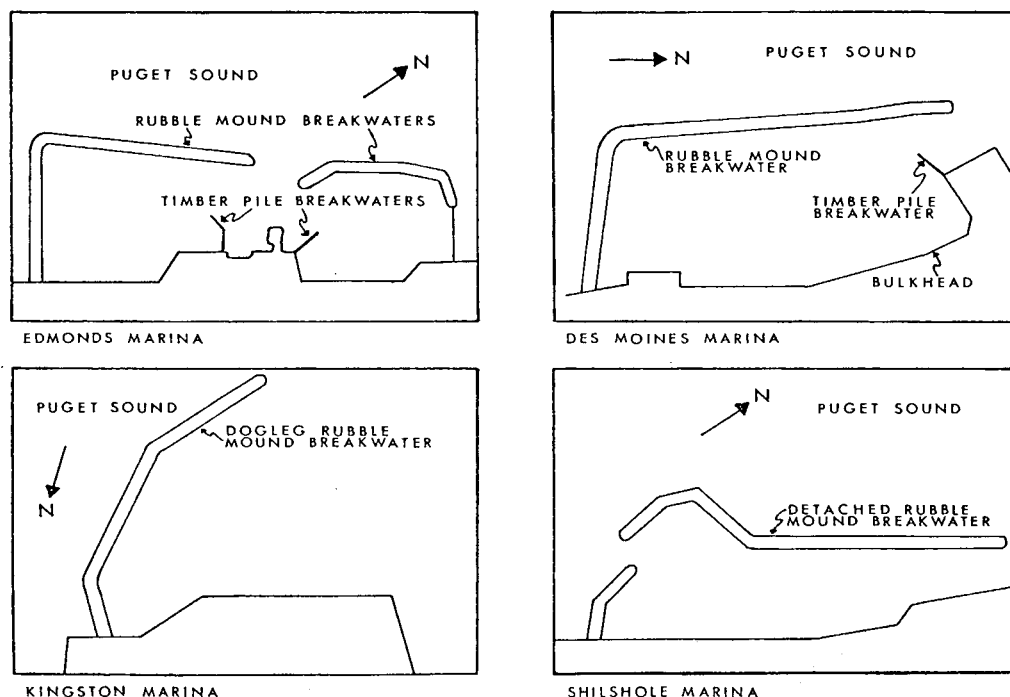 N
PUGET SOUND
RUBBLE MOUND BREAKWATERS
TIMBER PILE BREAKWATERS
EDMONDS MARINA
PUGET SOUND
N
RUBBLE MOUND
BREAKWATER
TIMBER PILE
BREAKWATER
BULKHEAD
DES MOINES MARINA
PUGET SOUND
DOGLEG RUBBLE
MOUND BREAKWATER
N
KINGSTON MARINA
N
PUGET SOUND
DETACHED RUBBLE
MOUND BREAKWATER
SHILSHOLE MARINA